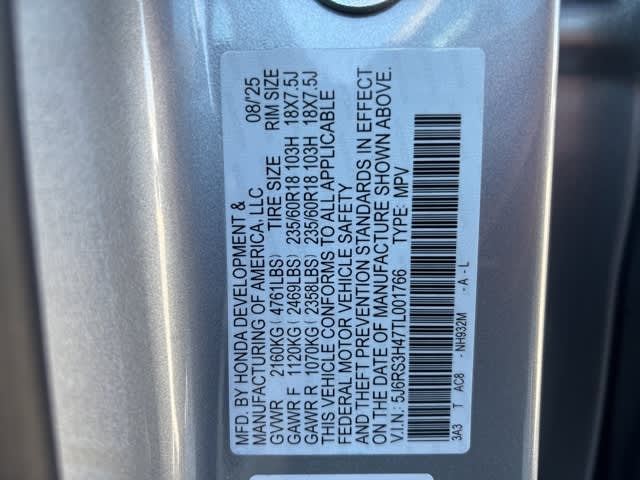 MFD. BY HONDA DEVELOPMENT & 08/'25
MANUFACTURING OF AMERICA, LLC
TIRE SIZE RIM SIZE
GVWR 2160KG ( 4761LBS)
GAWR F 1120KG ( 2469LBS) 235/60R18 103H 18X7.5J
GAWR R 1070KG ( 2358LBS) 235/60R18 103H 18X7.5J
THIS VEHICLE CONFORMS TO ALL APPLICABLE
FEDERAL MOTOR VEHICLE SAFETY
AND THEFT PREVENTION STANDARDS IN EFFECT
ON THE DATE OF MANUFACTURE SHOWN ABOVE.
V.I.N.: 5J6RS3H47TL001766 TYPE: MPV
3A3 T AC8 - NH932M - A - L